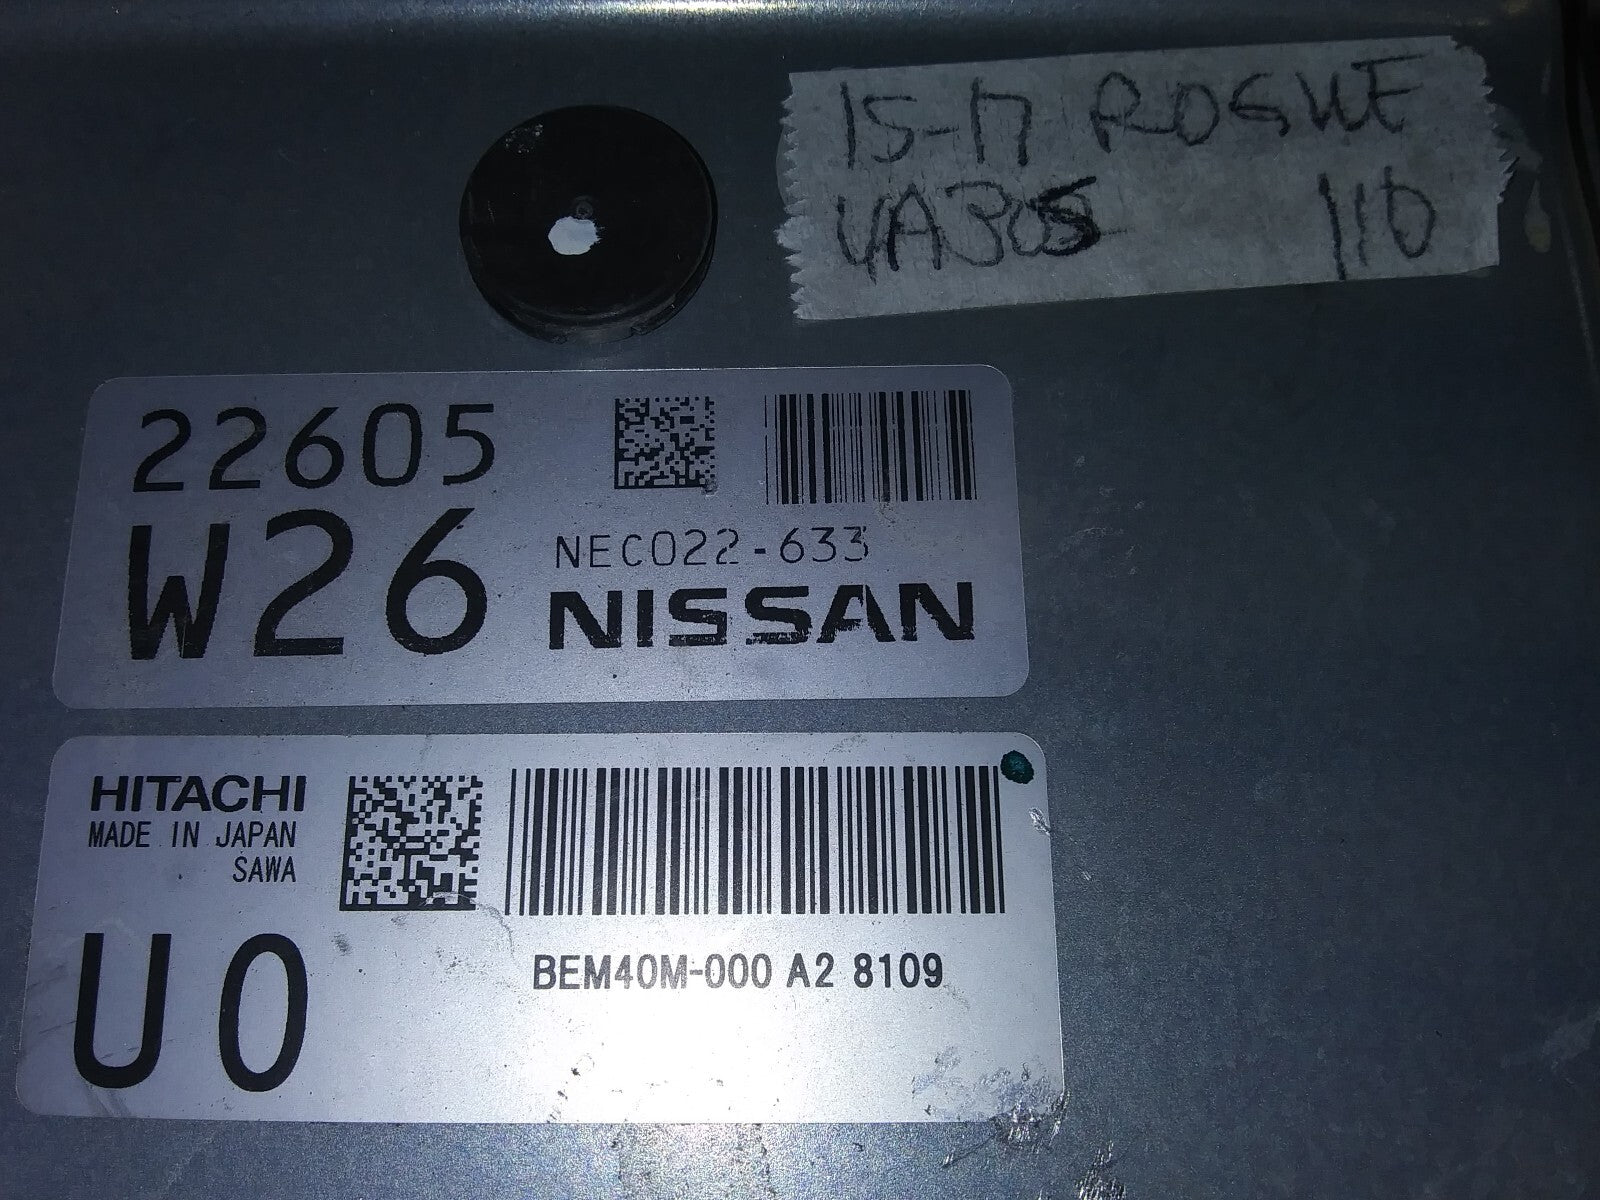 15-17 ROGUE
4A305 110
22605
W26
NEC022-633
NISSAN
HITACHI
MADE IN JAPAN
SAWA
U0
BEM40M-000 A2 8109